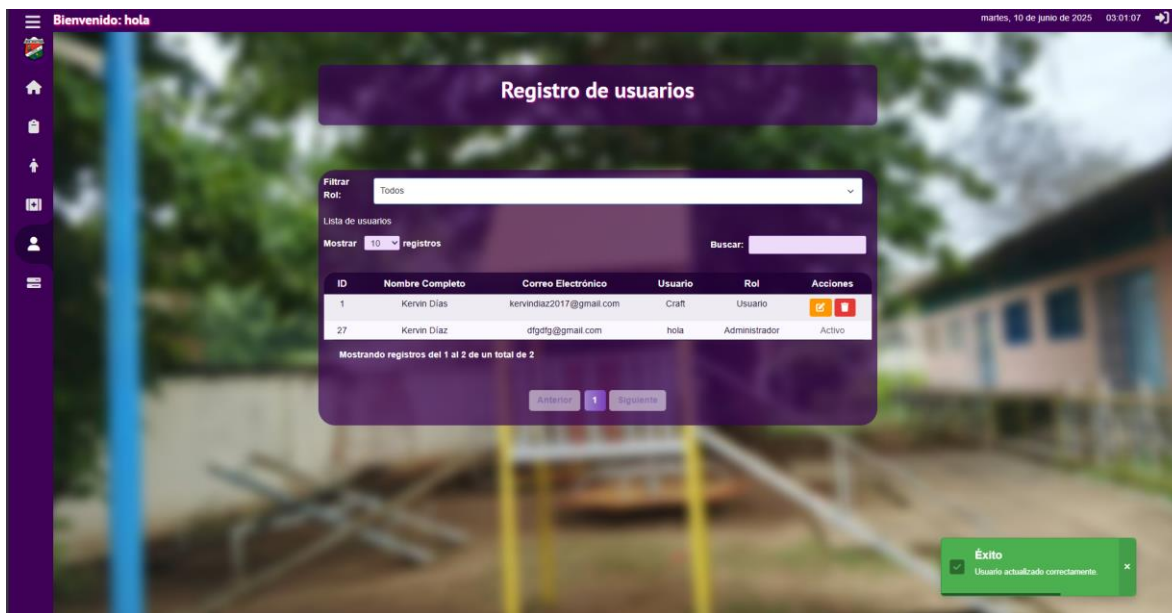 Bienvenido: hola
martes, 10 de junio de 2025 03:01:07
Registro de usuarios
Filtrar
Rol:
Todos
Lista de usuarios
Mostrar 10 registros
Buscar:
ID Nombre Completo Correo Electrónico Usuario Rol Acciones
1 Kervin Días kervindiaz2017@gmail.com Craft Usuario
27 Kervin Díaz dfgdfg@gmail.com hola Administrador Activo
Mostrando registros del 1 al 2 de un total de 2
Anterior 1 Siguiente
Éxito
Usuario actualizado correctamente.
×